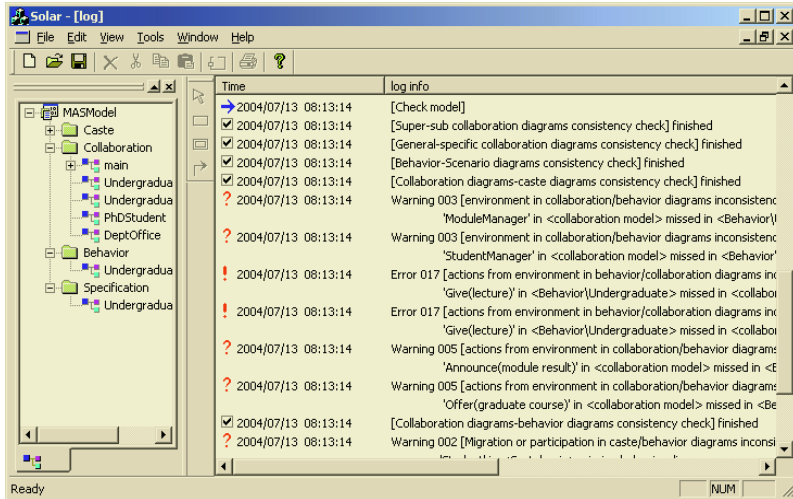 Solar - [log]
File Edit View Tools Window Help
Time log info
MASModel
Caste
Collaboration
main
Undergradua
Undergradua
PhDStudent
DeptOffice
Behavior
Undergradua
Specification
Undergradua
2004/07/13 08:13:14 [Check model]
2004/07/13 08:13:14 [Super-sub collaboration diagrams consistency check] finished
2004/07/13 08:13:14 [General-specific collaboration diagrams consistency check] finished
2004/07/13 08:13:14 [Behavior-Scenario diagrams consistency check] finished
2004/07/13 08:13:14 [Collaboration diagrams-caste diagrams consistency check] finished
? 2004/07/13 08:13:14 Warning 003 [environment in collaboration/behavior diagrams inconsistenc
'ModuleManager' in <collaboration model> missed in <Behavior\
? 2004/07/13 08:13:14 Warning 003 [environment in collaboration/behavior diagrams inconsistenc
'StudentManager' in <collaboration model> missed in <Behavior'
! 2004/07/13 08:13:14 Error 017 [actions from environment in behavior/collaboration diagrams inc
'Give(lecture)' in <Behavior\Undergraduate> missed in <collabor
! 2004/07/13 08:13:14 Error 017 [actions from environment in behavior/collaboration diagrams inc
'Give(lecture)' in <Behavior\Undergraduate> missed in <collabor
? 2004/07/13 08:13:14 Warning 005 [actions from environment in collaboration/behavior diagrams
'Announce(module result)' in <collaboration model> missed in <B
? 2004/07/13 08:13:14 Warning 005 [actions from environment in collaboration/behavior diagrams
'Offer(graduate course)' in <collaboration model> missed in <Be
2004/07/13 08:13:14 [Collaboration diagrams-behavior diagrams consistency check] finished
? 2004/07/13 08:13:14 Warning 002 [Migration or participation in caste/behavior diagrams inconsi
Ready NUM